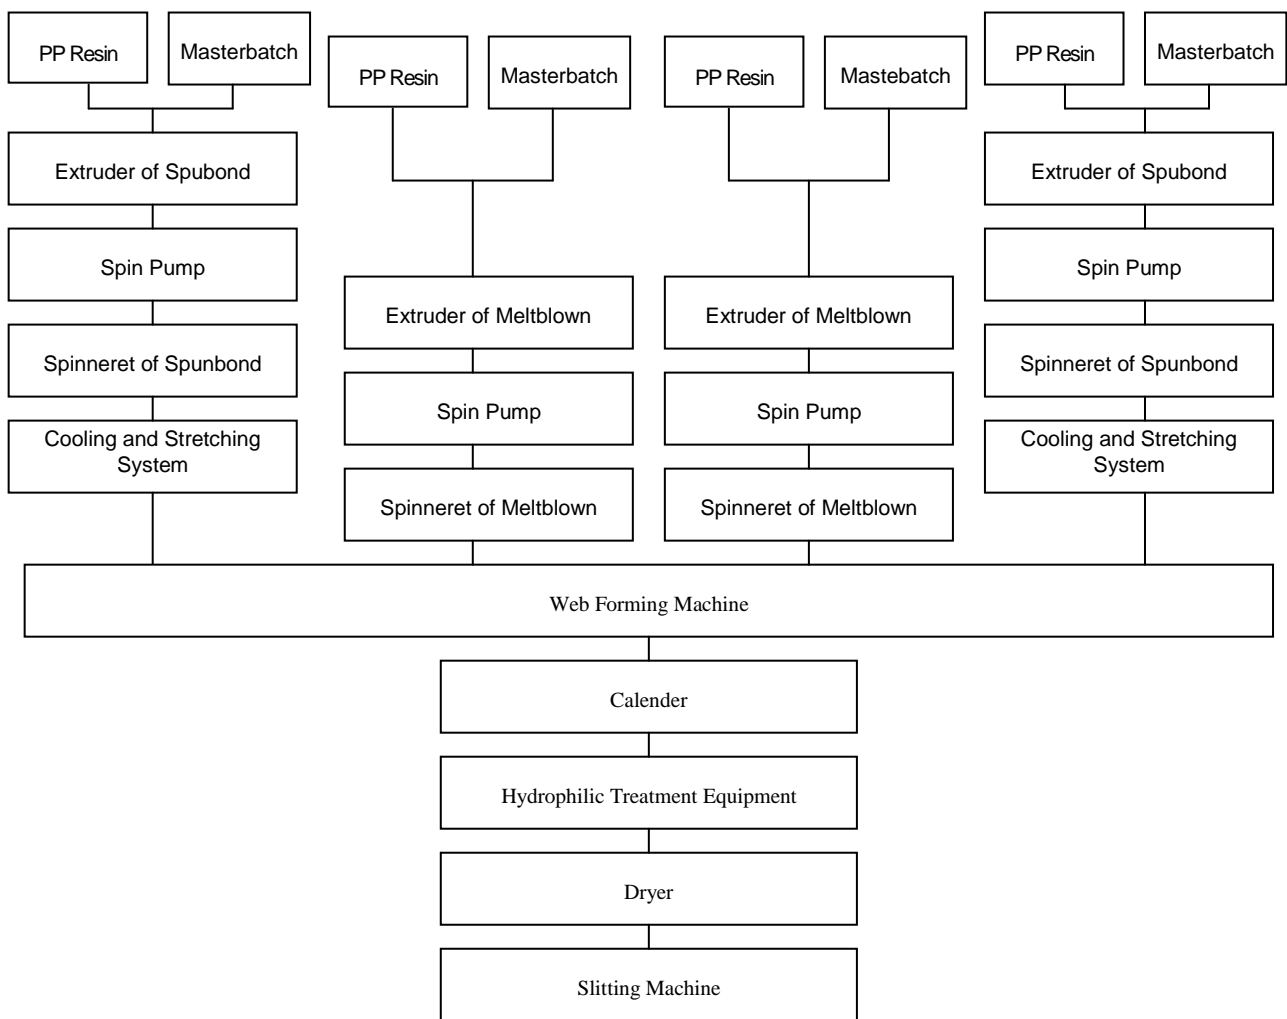 PP Resin
Masterbatch
PP Resin
Masterbatch
PP Resin
Mastebatch
PP Resin
Masterbatch
Extruder of Spubond
Extruder of Spubond
Spin Pump
Spin Pump
Extruder of Meltblown
Extruder of Meltblown
Spinneret of Spunbond
Spinneret of Spunbond
Spin Pump
Spin Pump
Cooling and Stretching
System
Cooling and Stretching
System
Spinneret of Meltblown
Spinneret of Meltblown
Web Forming Machine
Calender
Hydrophilic Treatment Equipment
Dryer
Slitting Machine